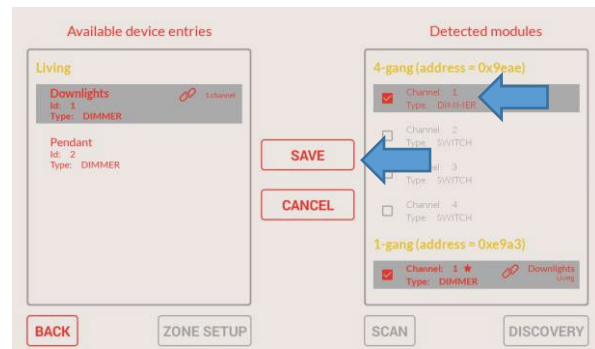 Available device entries
Detected modules
Living
Downlights
1 channel
Id: 1
Type: DIMMER
Pendant
Id: 2
Type: DIMMER
SAVE
CANCEL
4-gang (address = 0x9eae)
Channel: 1
Type: DIMMER
Channel: 2
Type: SWITCH
3
Type: SWITCH
Channel: 4
Type: SWITCH
1-gang (address = 0xe9a3)
Channel: 1 ★
Downlights
Type: DIMMER
Living
BACK
ZONE SETUP
SCAN
DISCOVERY